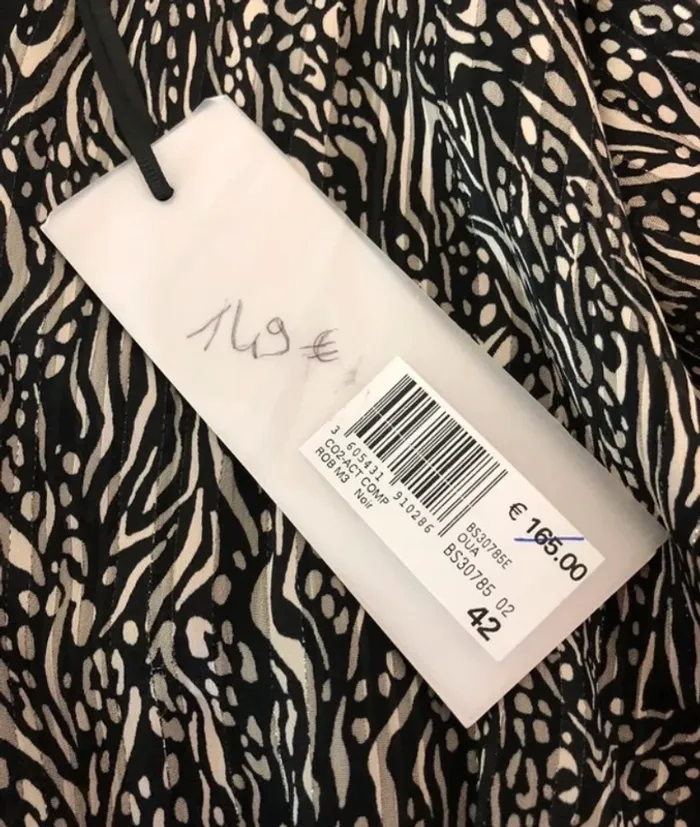 149 €
3 605431 910286
CO2-ACT COMP
ROB M3
Noir
€ 165.00
BS30785E
OUA
BS30785 02
42